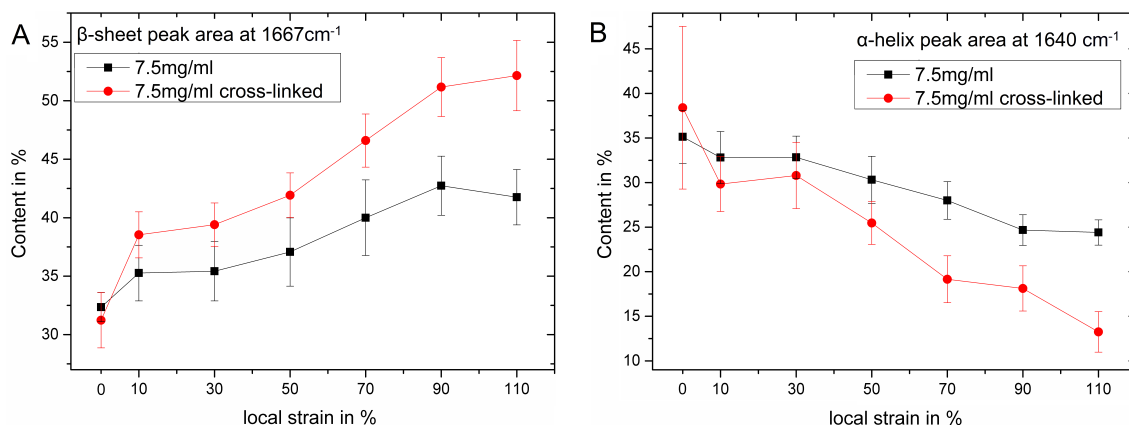 A
β-sheet peak area at 1667cm⁻¹
7.5mg/ml
7.5mg/ml cross-linked
Content in %
55
50
45
40
35
30
0 10 30 50 70 90 110
local strain in %
B
α-helix peak area at 1640 cm⁻¹
7.5mg/ml
7.5mg/ml cross-linked
Content in %
45
40
35
30
25
20
15
10
0 10 30 50 70 90 110
local strain in %